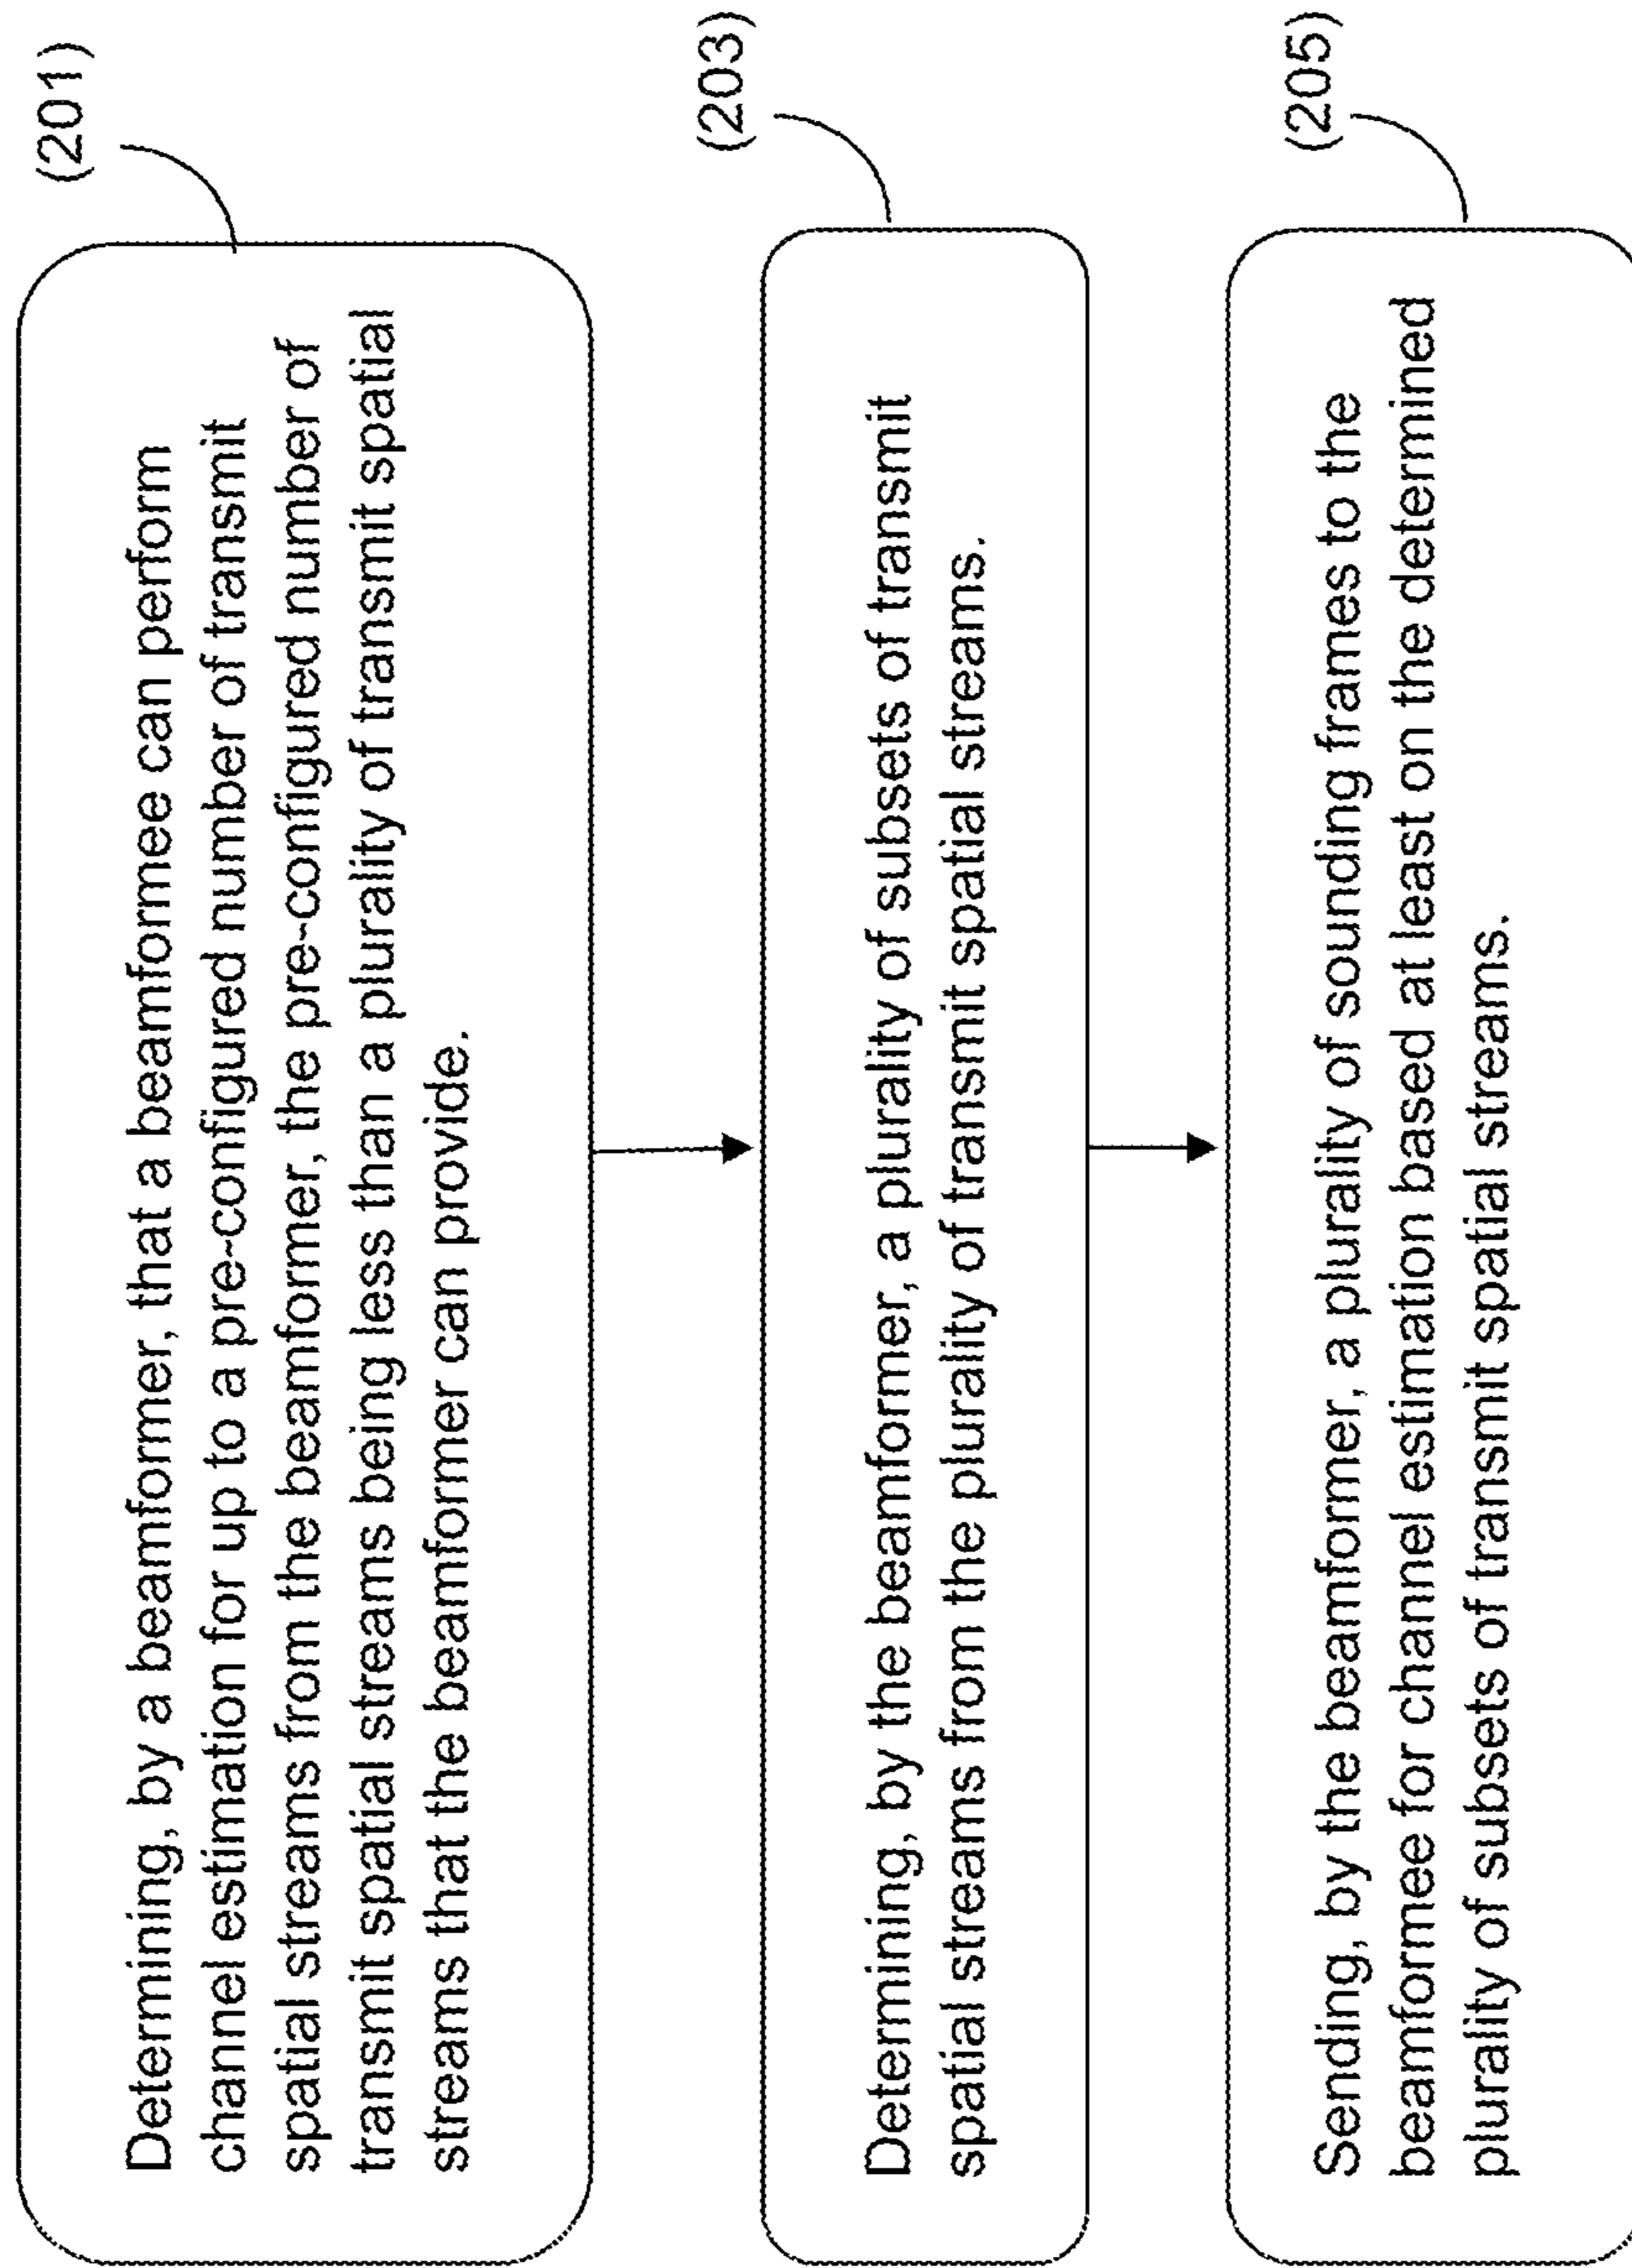 (201)
Determining, by a beamformer, that a beamformee can perform
channel estimation for up to a pre-configured number of transmit
spatial streams from the beamformer, the pre-configured number of
transmit spatial streams being less than a plurality of transmit spatial
streams that the beamformer can provide.
(203)
Determining, by the beamformer, a plurality of subsets of transmit
spatial streams from the plurality of transmit spatial streams.
(205)
Sending, by the beamformer, a plurality of sounding frames to the
beamformee for channel estimation based at least on the determined
plurality of subsets of transmit spatial streams.